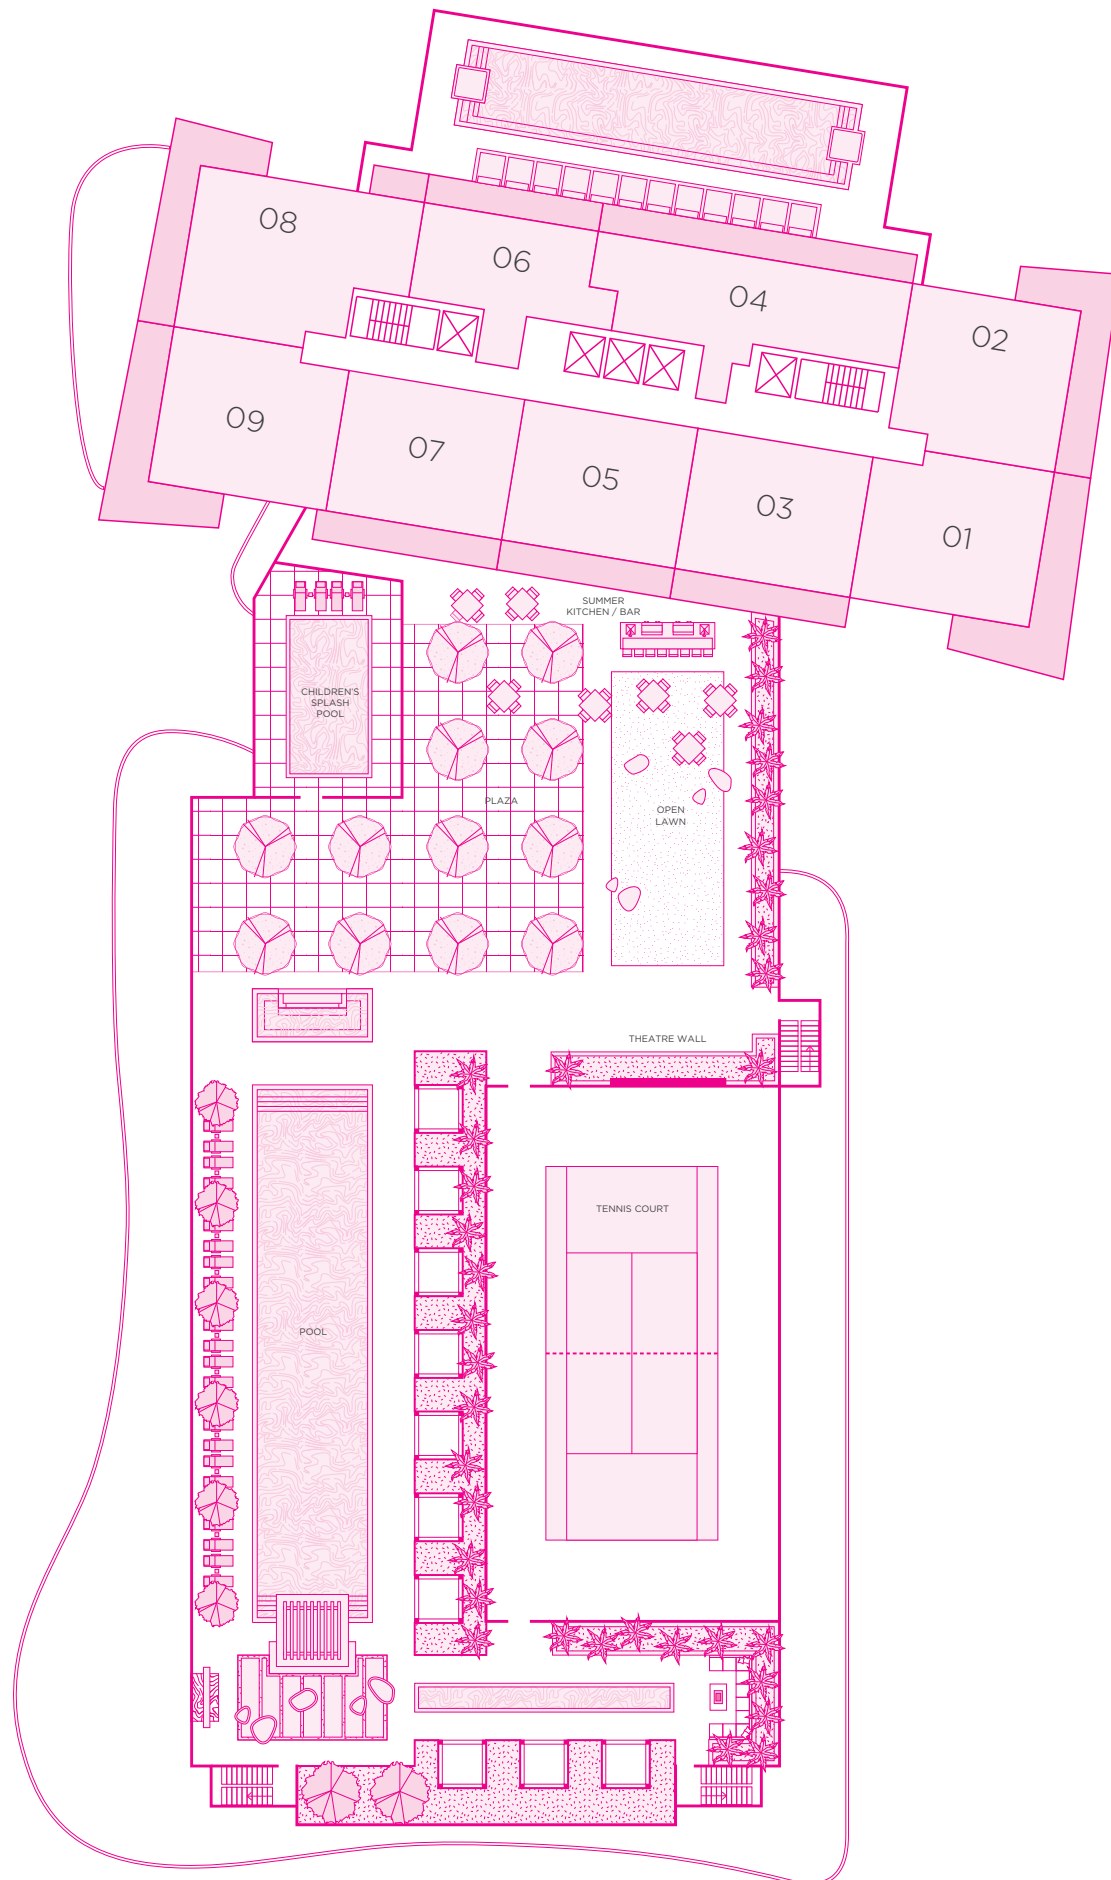 08
06
04
02
09
07
05
03
01
SUMMER
KITCHEN / BAR
CHILDREN'S
SPLASH
POOL
PLAZA
OPEN
LAWN
THEATRE WALL
TENNIS COURT
POOL